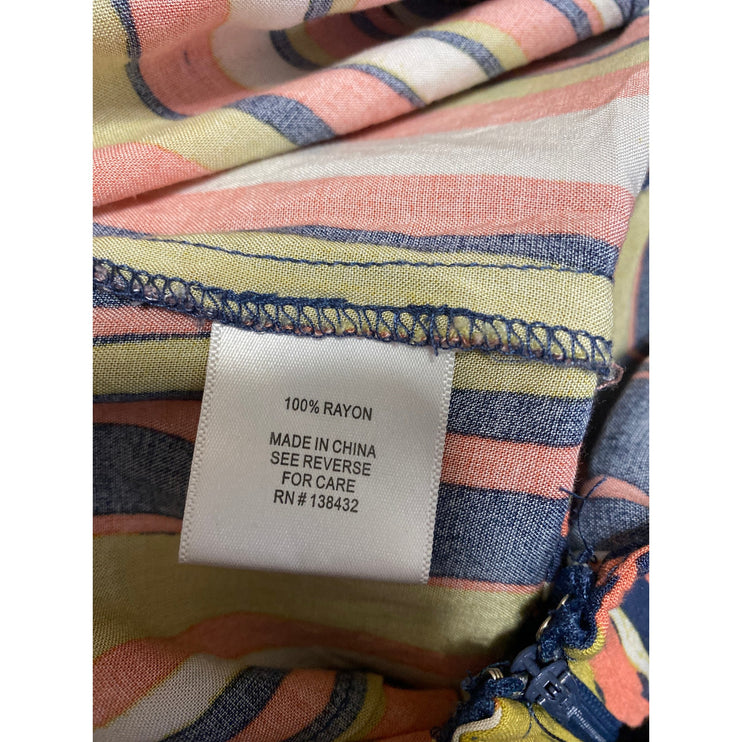 100% RAYON
MADE IN CHINA
SEE REVERSE
FOR CARE
RN # 138432